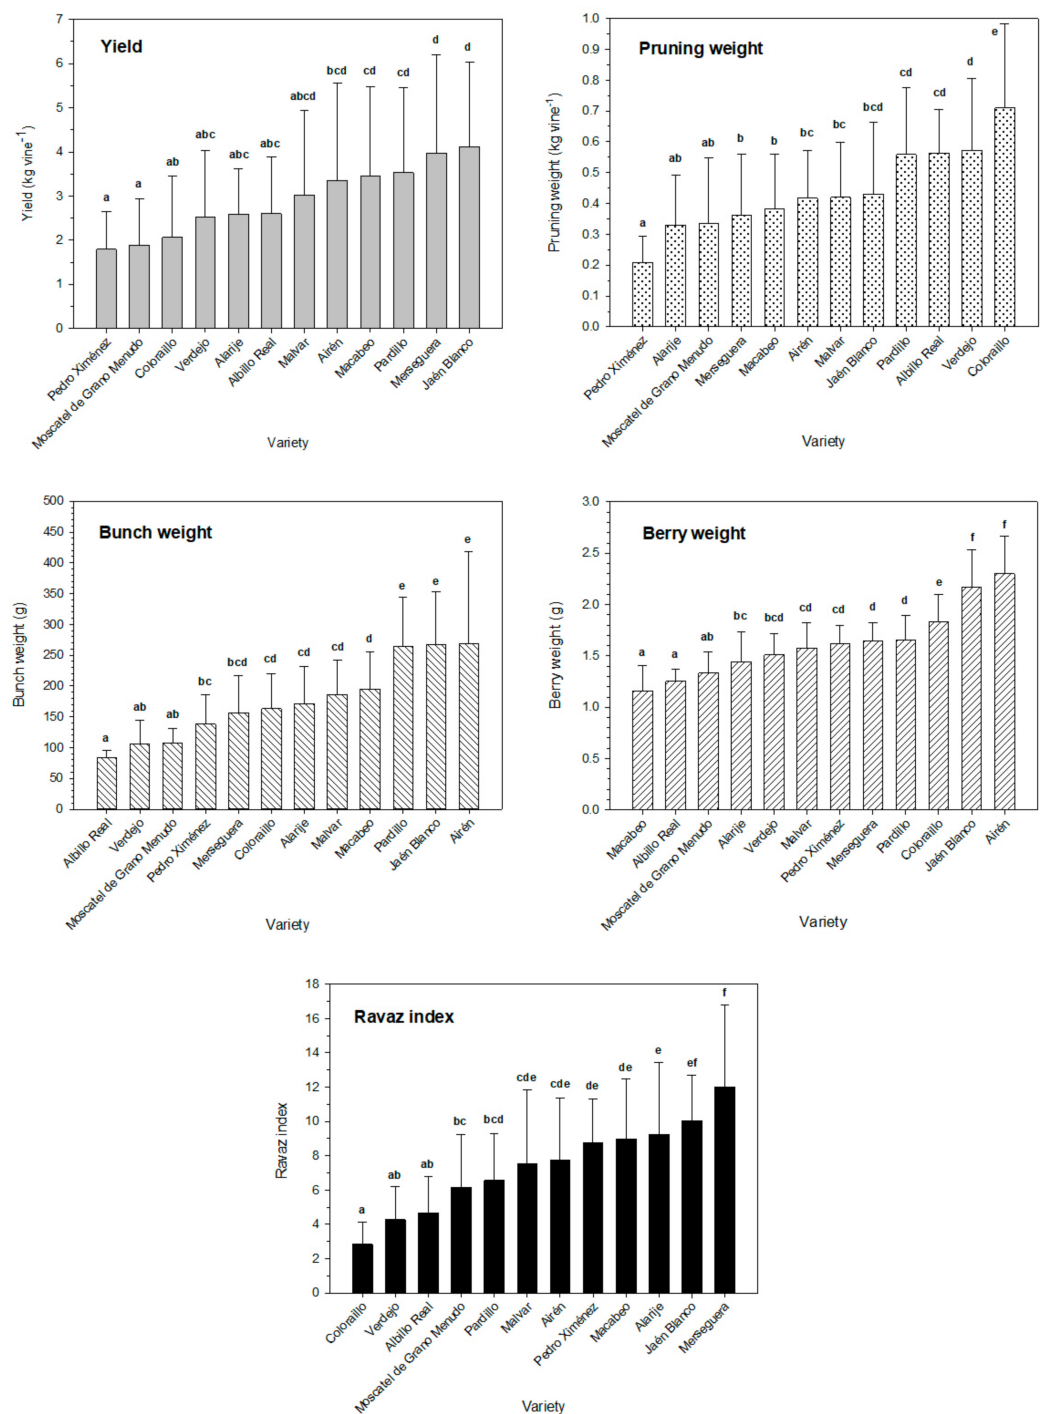 Yield
Yield (kg vine⁻¹)
7
6
5
4
3
2
1
0
a
a
ab
abc
abc
abc
abcd
bcd
cd
cd
d
d
Pedro Ximénez
Moscatel de Grano Menudo
Coloraillo
Verdejo
Alarije
Albillo Real
Malvar
Airén
Macabeo
Pardillo
Merseguera
Jaén Blanco
Variety
Pruning weight
Pruning weight (kg vine⁻¹)
1.0
0.9
0.8
0.7
0.6
0.5
0.4
0.3
0.2
0.1
0.0
a
ab
ab
b
b
bc
bc
bcd
cd
cd
d
e
Pedro Ximénez
Alarije
Moscatel de Grano Menudo
Merseguera
Macabeo
Airén
Malvar
Jaén Blanco
Pardillo
Albillo Real
Verdejo
Coloraillo
Variety
Bunch weight
Bunch weight (g)
500
450
400
350
300
250
200
150
100
50
0
a
ab
ab
bc
bcd
cd
cd
cd
d
e
e
e
Albillo Real
Verdejo
Moscatel de Grano Menudo
Pedro Ximénez
Merseguera
Coloraillo
Alarije
Malvar
Macabeo
Pardillo
Jaén Blanco
Airén
Variety
Berry weight
Berry weight (g)
3.0
2.5
2.0
1.5
1.0
0.5
0.0
a
a
ab
bc
bcd
cd
cd
d
d
e
f
f
Macabeo
Albillo Real
Moscatel de Grano Menudo
Alarije
Verdejo
Malvar
Pedro Ximénez
Merseguera
Pardillo
Coloraillo
Jaén Blanco
Airén
Variety
Ravaz index
Ravaz index
18
16
14
12
10
8
6
4
2
0
a
ab
ab
bc
bcd
cde
cde
de
de
e
ef
f
Coloraillo
Verdejo
Albillo Real
Moscatel de Grano Menudo
Pardillo
Malvar
Airén
Pedro Ximénez
Macabeo
Alarije
Jaén Blanco
Merseguera
Variety